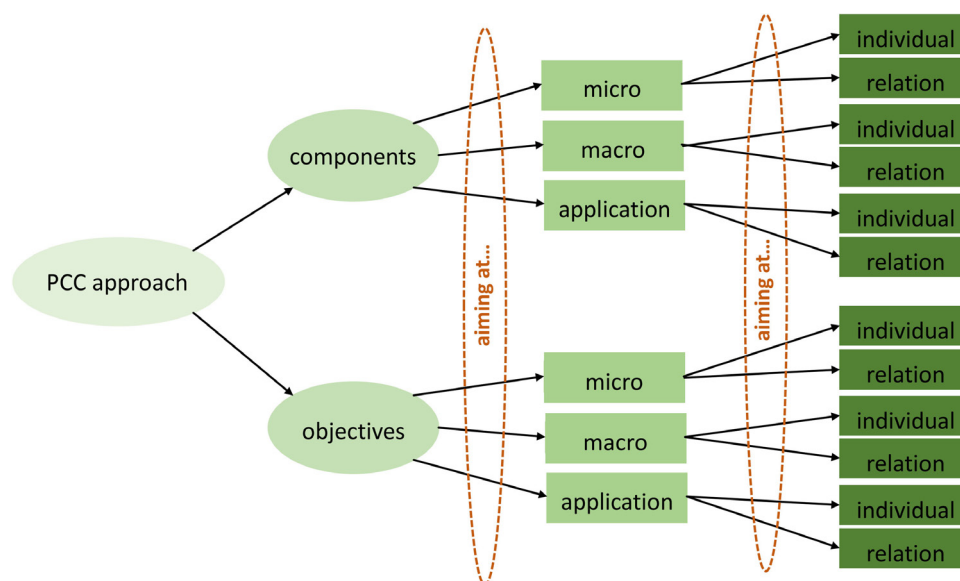 PCC approach
components
objectives
aiming at...
micro
macro
application
micro
macro
application
aiming at...
individual
relation
individual
relation
individual
relation
individual
relation
individual
relation
individual
relation